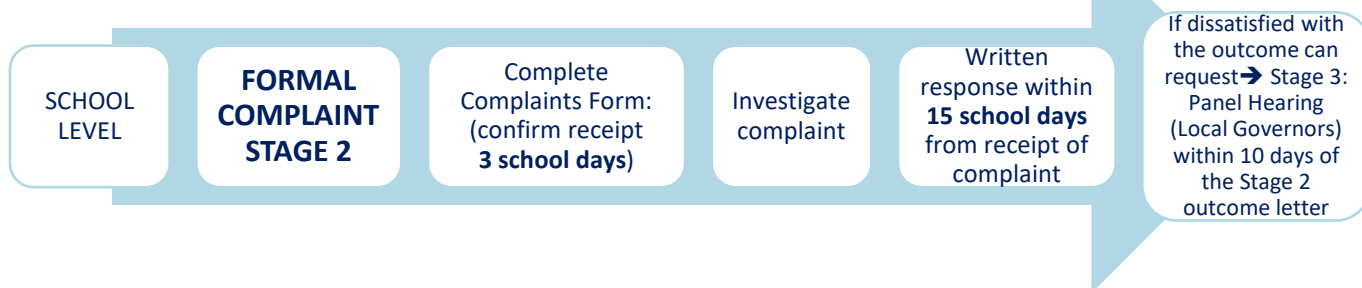 SCHOOL
LEVEL
FORMAL
COMPLAINT
STAGE 2
Complete
Complaints Form:
(confirm receipt
3 school days)
Investigate
complaint
Written
response within
15 school days
from receipt of
complaint
If dissatisfied with
the outcome can
request➔ Stage 3:
Panel Hearing
(Local Governors)
within 10 days of
the Stage 2
outcome letter